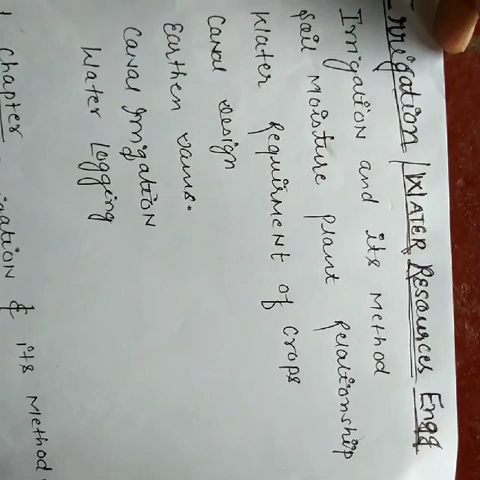 Irrigation / WATER RESOURCES Engg
Irrigation and its Method
Soil Moisture plant Relationship
Water Requirment of crops
Canal design
Earthen dams.
Canal Irrigation
Water Logging
Chapter
& its Method